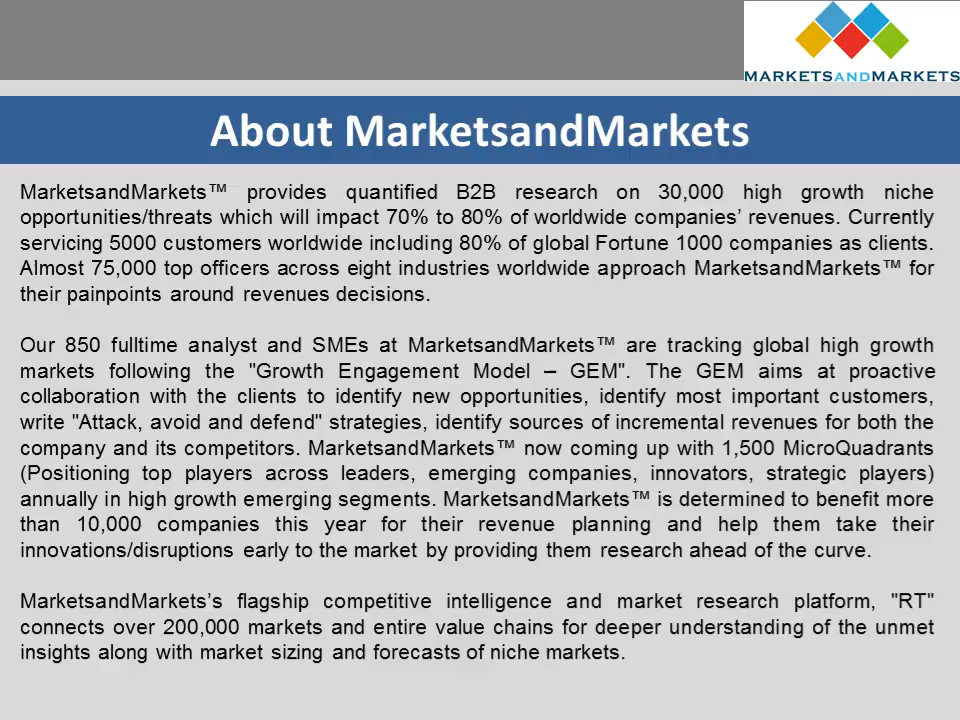 MARKETSANDMARKETS
About MarketsandMarkets
MarketsandMarkets™ provides quantified B2B research on 30,000 high growth niche
opportunities/threats which will impact 70% to 80% of worldwide companies’ revenues. Currently
servicing 5000 customers worldwide including 80% of global Fortune 1000 companies as clients.
Almost 75,000 top officers across eight industries worldwide approach MarketsandMarkets™ for
their painpoints around revenues decisions.
Our 850 fulltime analyst and SMEs at MarketsandMarkets™ are tracking global high growth
markets following the "Growth Engagement Model – GEM". The GEM aims at proactive
collaboration with the clients to identify new opportunities, identify most important customers,
write "Attack, avoid and defend" strategies, identify sources of incremental revenues for both the
company and its competitors. MarketsandMarkets™ now coming up with 1,500 MicroQuadrants
(Positioning top players across leaders, emerging companies, innovators, strategic players)
annually in high growth emerging segments. MarketsandMarkets™ is determined to benefit more
than 10,000 companies this year for their revenue planning and help them take their
innovations/disruptions early to the market by providing them research ahead of the curve.
MarketsandMarkets’s flagship competitive intelligence and market research platform, "RT"
connects over 200,000 markets and entire value chains for deeper understanding of the unmet
insights along with market sizing and forecasts of niche markets.